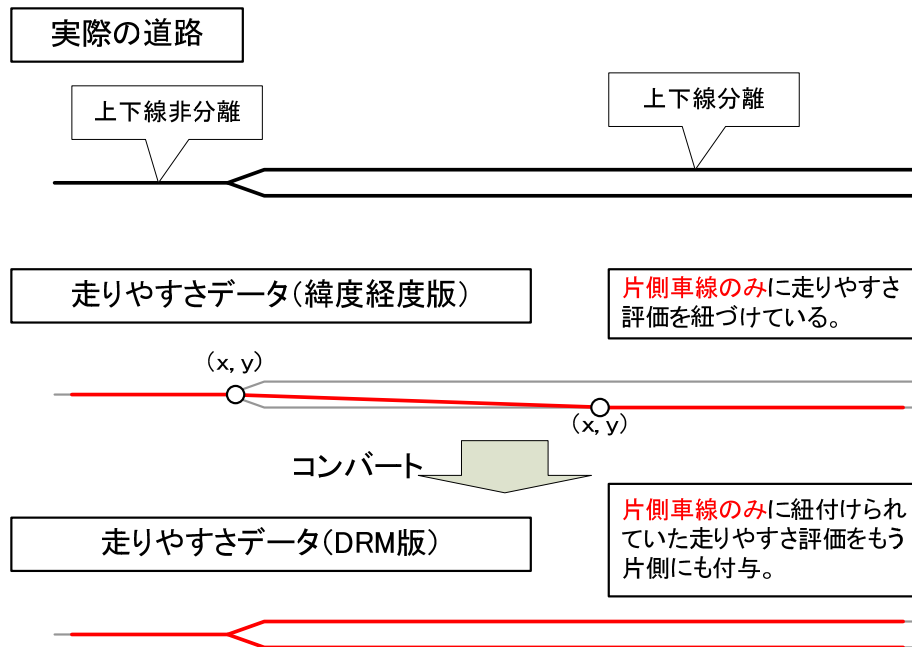 実際の道路
上下線非分離
上下線分離
走りやすさデータ（緯度経度版）
片側車線のみに走りやすさ
評価を紐づけている。
（x, y）
（x, y）
コンバート
走りやすさデータ（DRM版）
片側車線のみに紐付けられ
ていた走りやすさ評価をもう
片側にも付与。